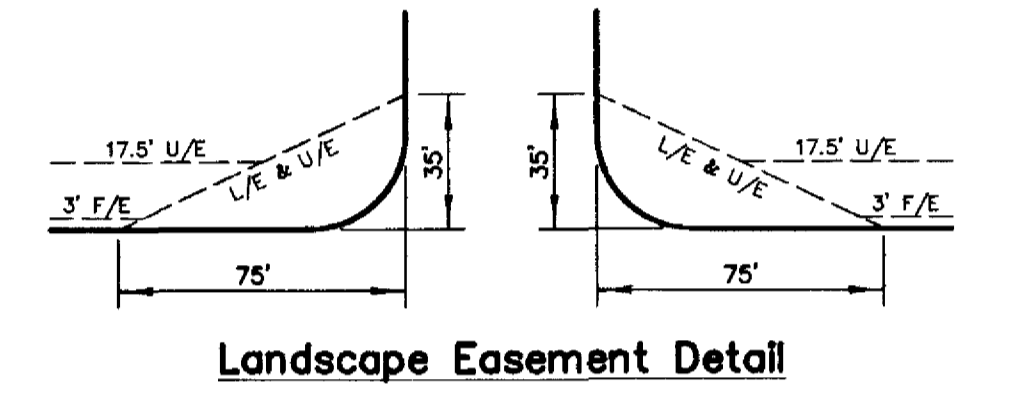 17.5' U/E
L/E & U/E
3' F/E
35'
75'
35'
L/E & U/E
17.5' U/E
3' F/E
75'
Landscape Easement Detail